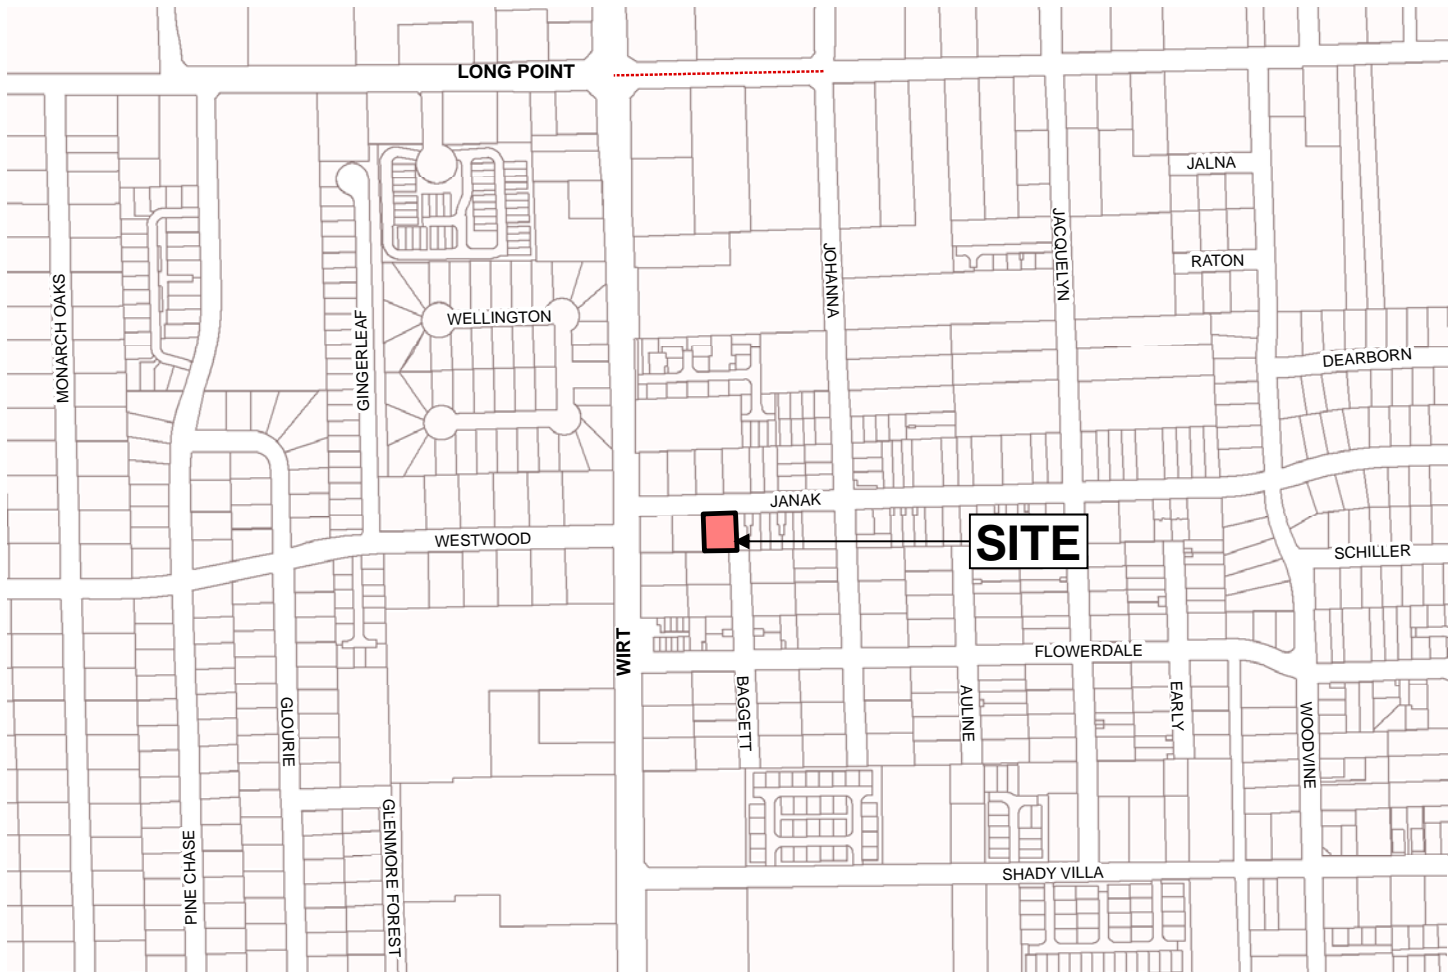 LONG POINT
JALNA
JACQUELYN
JOHANNA
RATON
MONARCH OAKS
GINGERLEAF
WELLINGTON
DEARBORN
JANAK
WESTWOOD
SITE
SCHILLER
WIRT
FLOWERDALE
BAGGETT
AULINE
EARLY
GLOURIE
WOODVINE
PINE CHASE
GLENMORE FOREST
SHADY VILLA